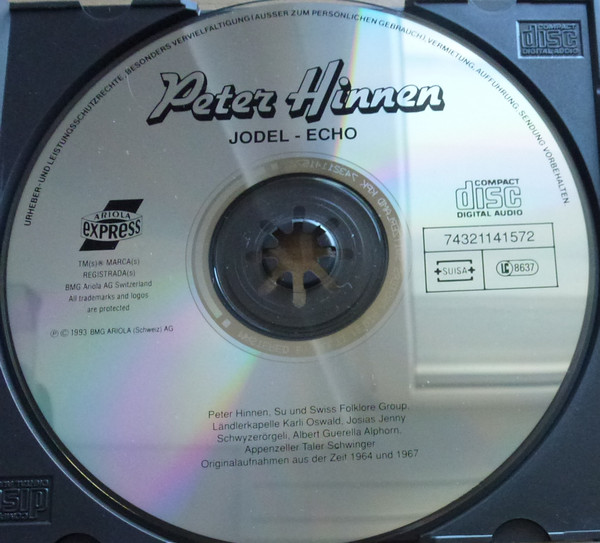 URHEBER- UND LEISTUNGSSCHUTZRECHTE, BESONDERS VERVIELFÄLTIGUNG (AUSSER ZUM PERSÖNLICHEN GEBRAUCH), VERMIETUNG, AUFFÜHRUNG, SENDUNG VORBEHALTEN
Peter Hinnen
JODEL - ECHO
ARIOLA
EXPRESS
TM(s)® MARCA(s)
REGISTRADA(s)
BMG Ariola AG Switzerland
All trademarks and logos
are protected
Ⓟ © 1993 BMG ARIOLA (Schweiz) AG
COMPACT
disc
DIGITAL AUDIO
74321141572
SUISA
LC 8637
Peter Hinnen, Su und Swiss Folklore Group,
Ländlerkapelle Karli Oswald, Josias Jenny
Schwyzerörgeli, Albert Guerella Alphorn,
Appenzeller Taler Schwinger
Originalaufnahmen aus der Zeit 1964 und 1967
COMPACT
disc
DIGITAL AUDIO
disc